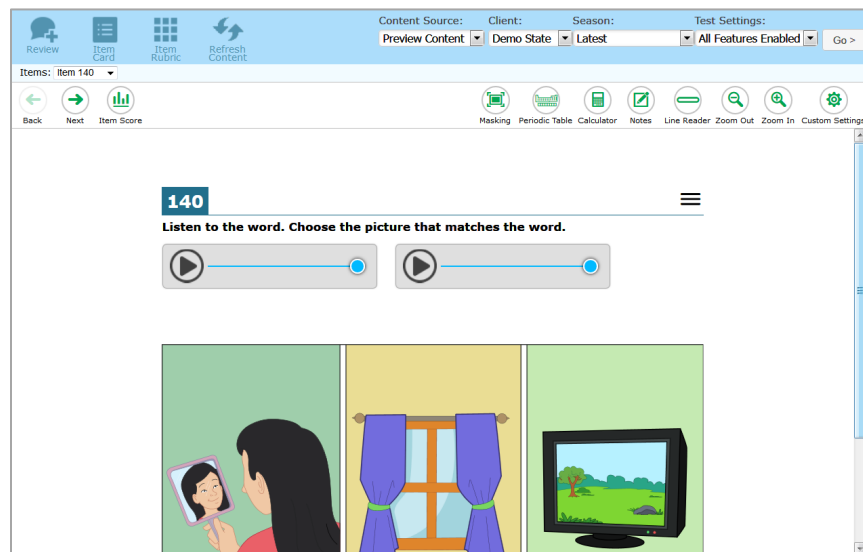 Content Source: Client: Season: Test Settings:
Review Item Card Item Rubric Refresh Content Preview Content Demo State Latest All Features Enabled Go >
Items: Item 140
Back Next Item Score Masking Periodic Table Calculator Notes Line Reader Zoom Out Zoom In Custom Settings
140
Listen to the word. Choose the picture that matches the word.